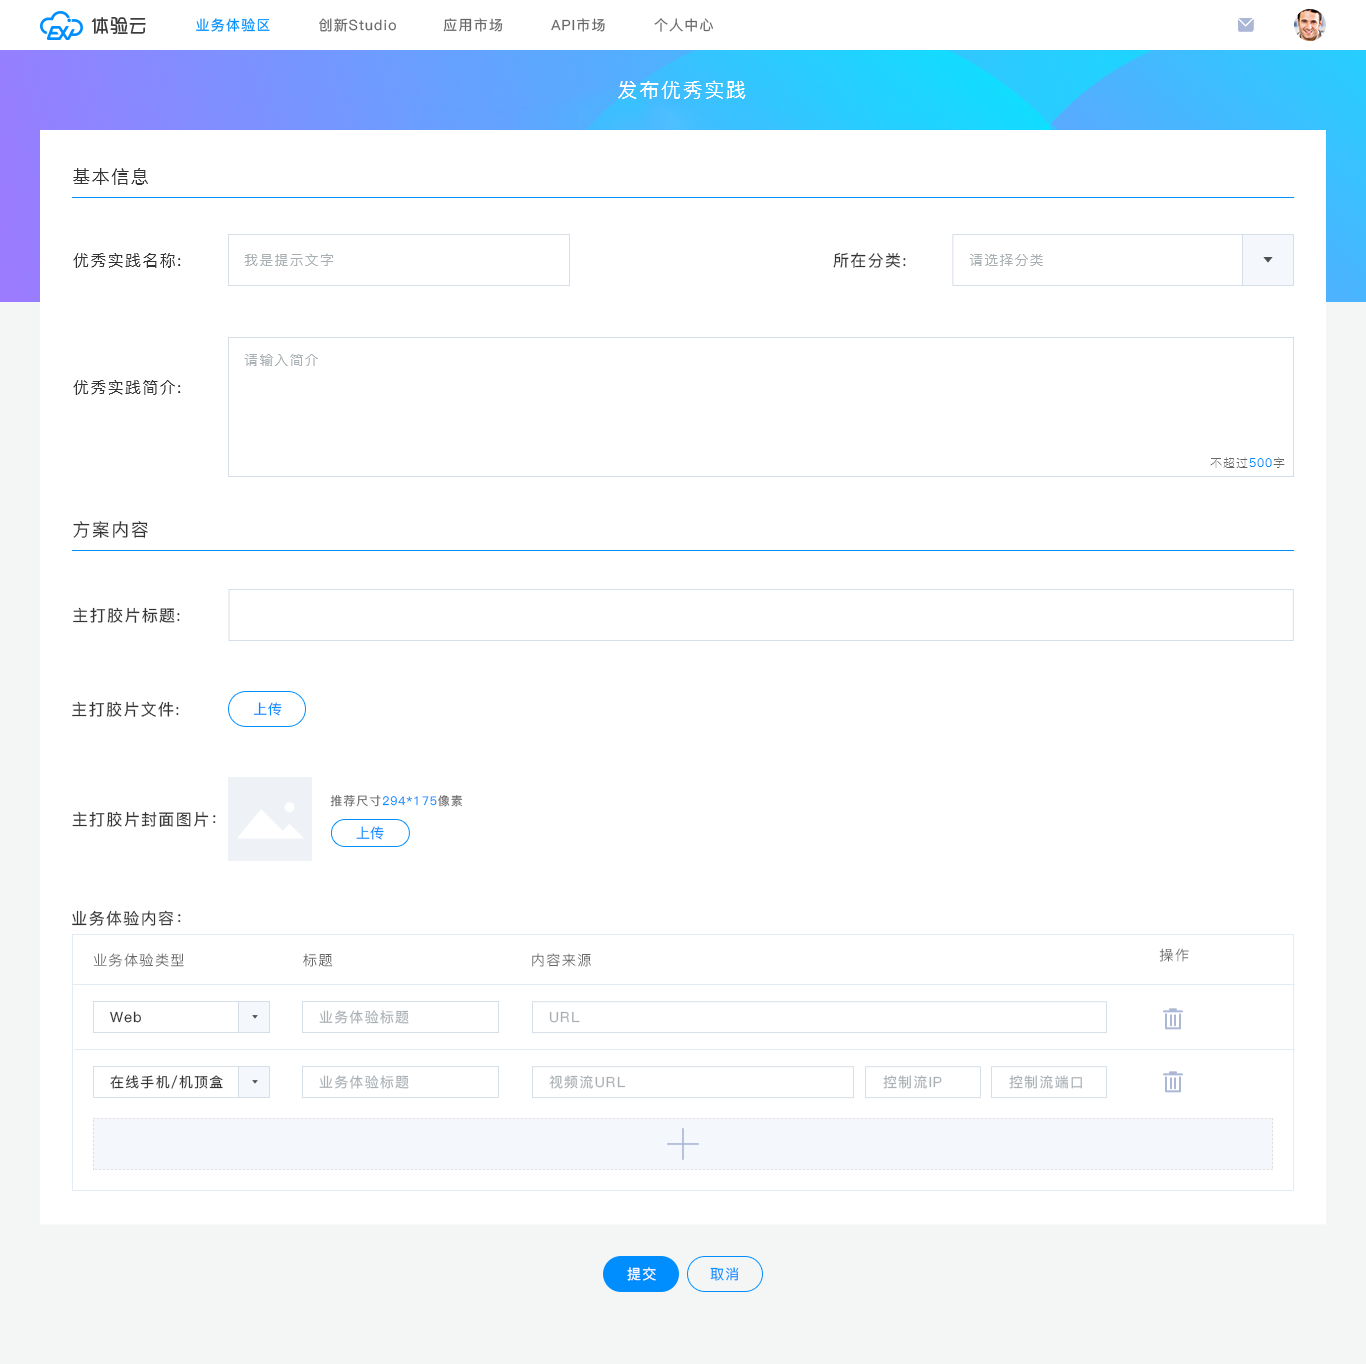 EXP 体验云 业务体验区 创新Studio 应用市场 API市场 个人中心
发布优秀实践
基本信息
优秀实践名称: 我是提示文字 所在分类: 请选择分类
请输入简介
优秀实践简介:
不超过500字
方案内容
主打胶片标题:
主打胶片文件: 上传
推荐尺寸294*175像素
主打胶片封面图片: 上传
业务体验内容:
业务体验类型 标题 内容来源 操作
Web 业务体验标题 URL
在线手机/机顶盒 业务体验标题 视频流URL 控制流IP 控制流端口
提交 取消